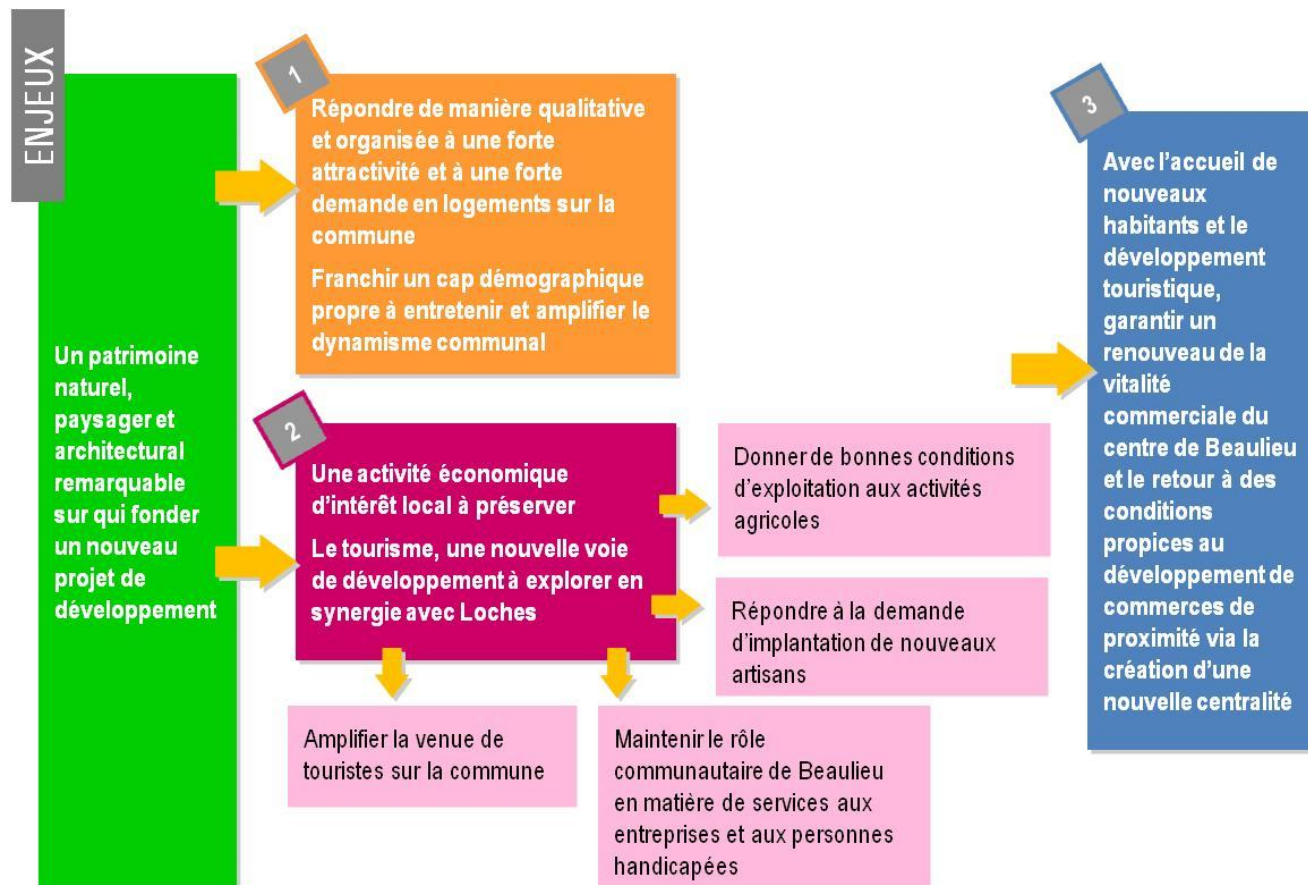 ENJEUX
Un patrimoine
naturel,
paysager et
architectural
remarquable
sur qui fonder
un nouveau
projet de
développement
1
Répondre de manière qualitative
et organisée à une forte
attractivité et à une forte
demande en logements sur la
commune
Franchir un cap démographique
propre à entretenir et amplifier le
dynamisme communal
2
Une activité économique
d'intérêt local à préserver
Le tourisme, une nouvelle voie
de développement à explorer en
synergie avec Loches
Donner de bonnes conditions
d'exploitation aux activités
agricoles
Répondre à la demande
d'implantation de nouveaux
artisans
Amplifier la venue de
touristes sur la commune
Maintenir le rôle
communautaire de Beaulieu
en matière de services aux
entreprises et aux personnes
handicapées
3
Avec l'accueil de
nouveaux
habitants et le
développement
touristique,
garantir un
renouveau de la
vitalité
commerciale du
centre de Beaulieu
et le retour à des
conditions
propices au
développement de
commerces de
proximité via la
création d'une
nouvelle centralité